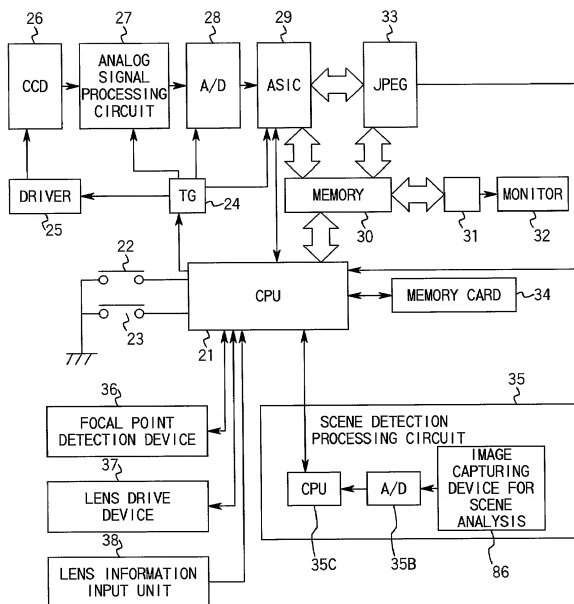 26
27
28
29
33
CCD
ANALOG
SIGNAL
PROCESSING
CIRCUIT
A/D
ASIC
JPEG
DRIVER
25
TG
24
MEMORY
30
31
MONITOR
32
22
23
CPU
21
MEMORY CARD
34
36
FOCAL POINT
DETECTION DEVICE
37
LENS DRIVE
DEVICE
38
LENS INFORMATION
INPUT UNIT
35
SCENE DETECTION
PROCESSING CIRCUIT
CPU
35C
A/D
35B
IMAGE
CAPTURING
DEVICE FOR
SCENE
ANALYSIS
86